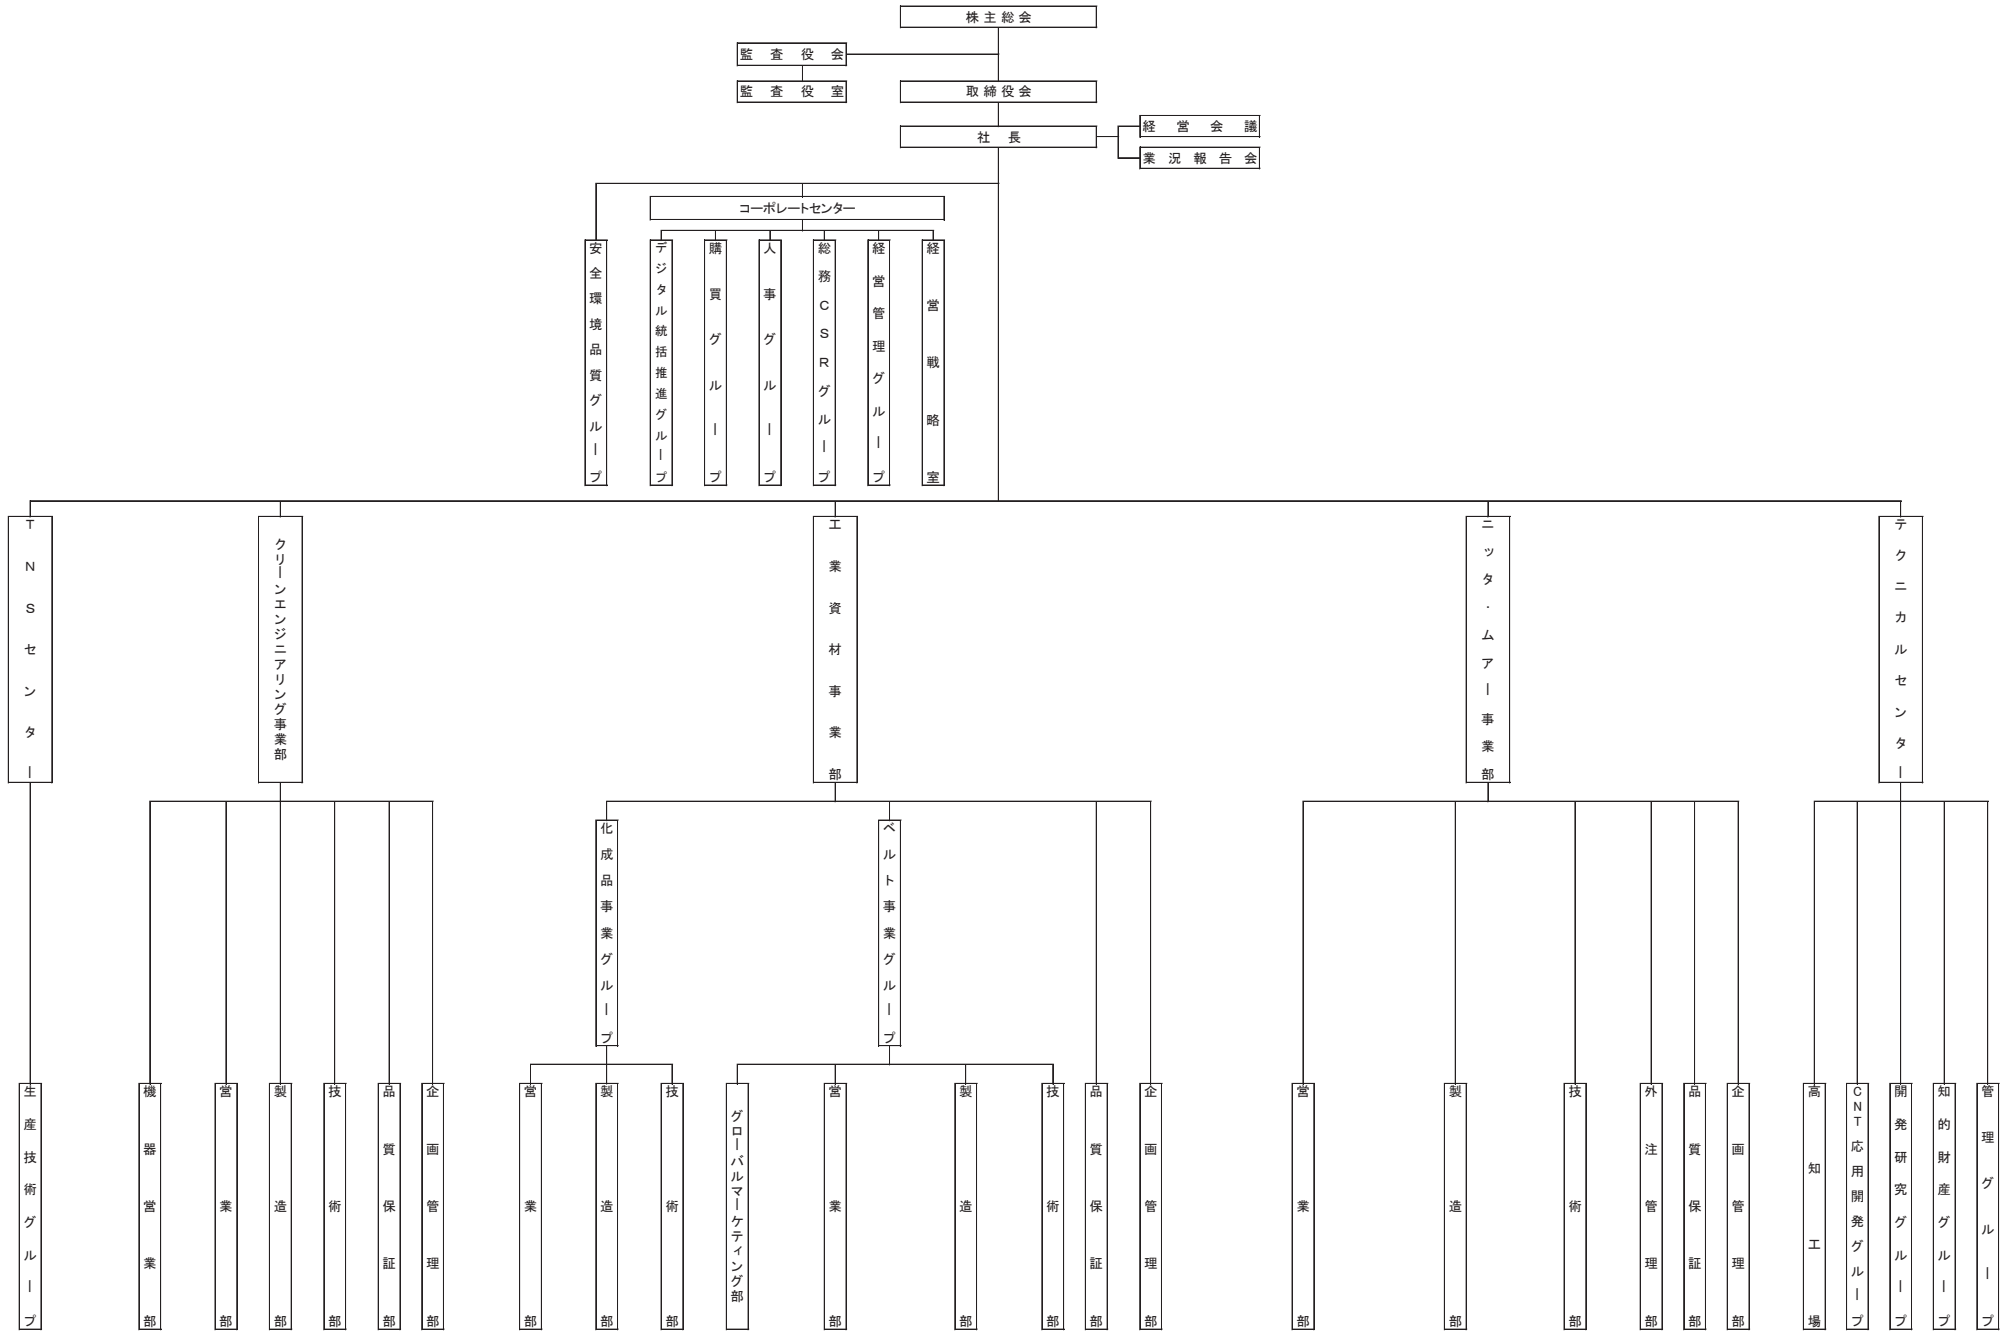 株主総会
監査役会
監査役室
取締役会
社長
経営会議
業況報告会
コーポレートセンター
安全環境品質グループ
デジタル統括推進グループ
購買グループ
人事グループ
総務CSRグループ
経営管理グループ
経営戦略室
TNSセンター
クリーンエンジニアリング事業部
工業資材事業部
ニッタ・ムアー事業部
テクニカルセンター
化成品事業グループ
ベルト事業グループ
生産技術グループ
機器営業部
営業部
製造部
技術部
品質保証部
企画管理部
営業部
製造部
技術部
グローバルマーケティング部
営業部
製造部
技術部
品質保証部
企画管理部
営業部
製造部
技術部
外注管理部
品質保証部
企画管理部
高知工場
CNT応用開発グループ
開発研究グループ
知的財産グループ
管理グループ